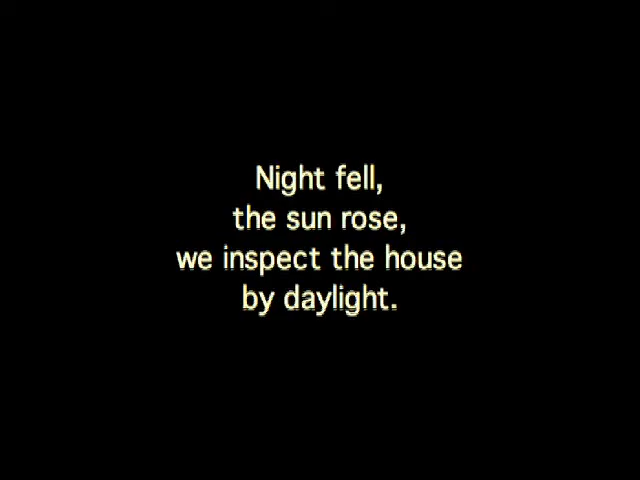 Night fell,
the sun rose,
we inspect the house
by daylight.